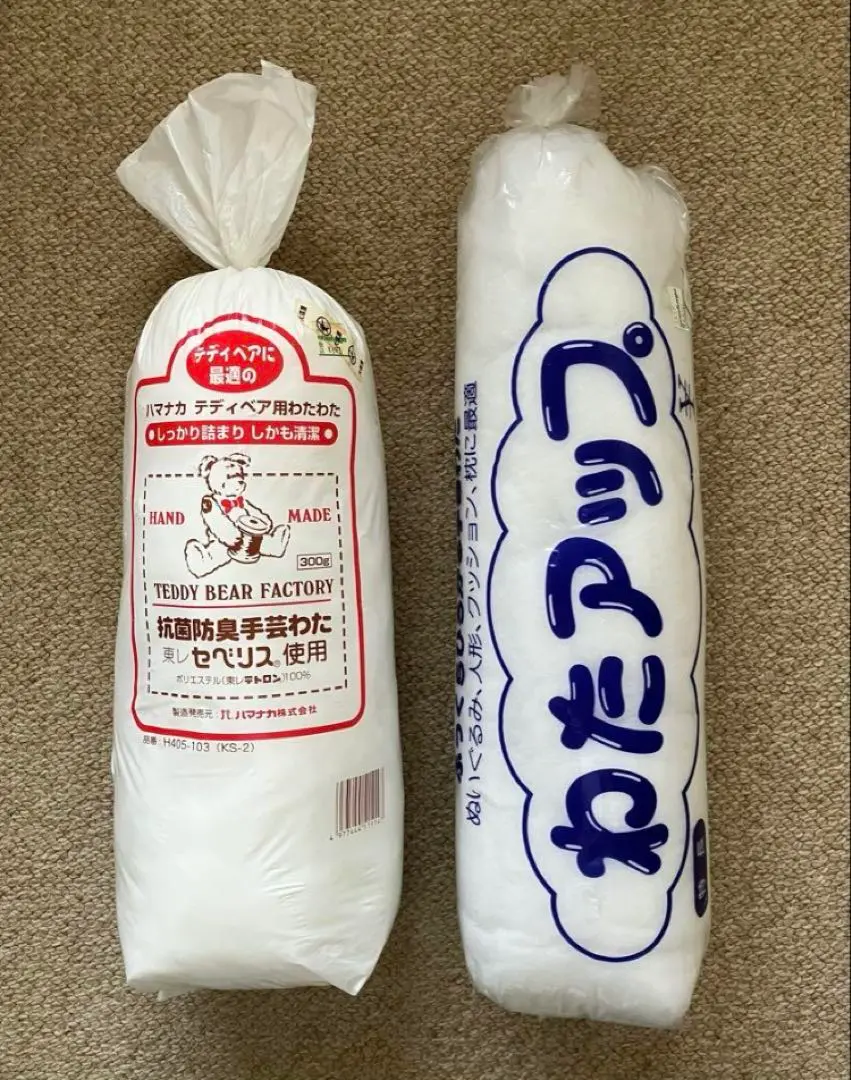 テディベアに
最適の
ハマナカ テディベア用わたわた
●しっかり詰まり しかも清潔●
HAND MADE
300g
TEDDY BEAR FACTORY
抗菌防臭手芸わた
東レ セベリス®使用
ポリエステル(東レテトロン)100%
製造発売元: ハマナカ株式会社
品番: H405-103 (KS-2)
わたアップ。
ぬいぐるみ、人形、クッション、枕に最適